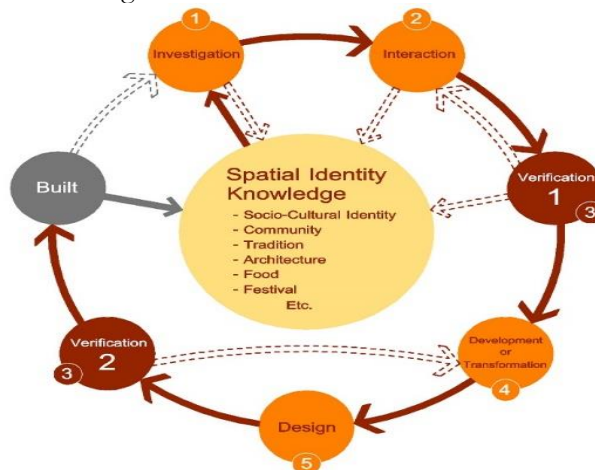 1
Investigation
2
Interaction
Built
Spatial Identity
Knowledge
- Socio-Cultural Identity
- Community
- Tradition
- Architecture
- Food
- Festival
Etc.
Verification
1
3
Verification
2
3
Development
or
Transformation
4
Design
5